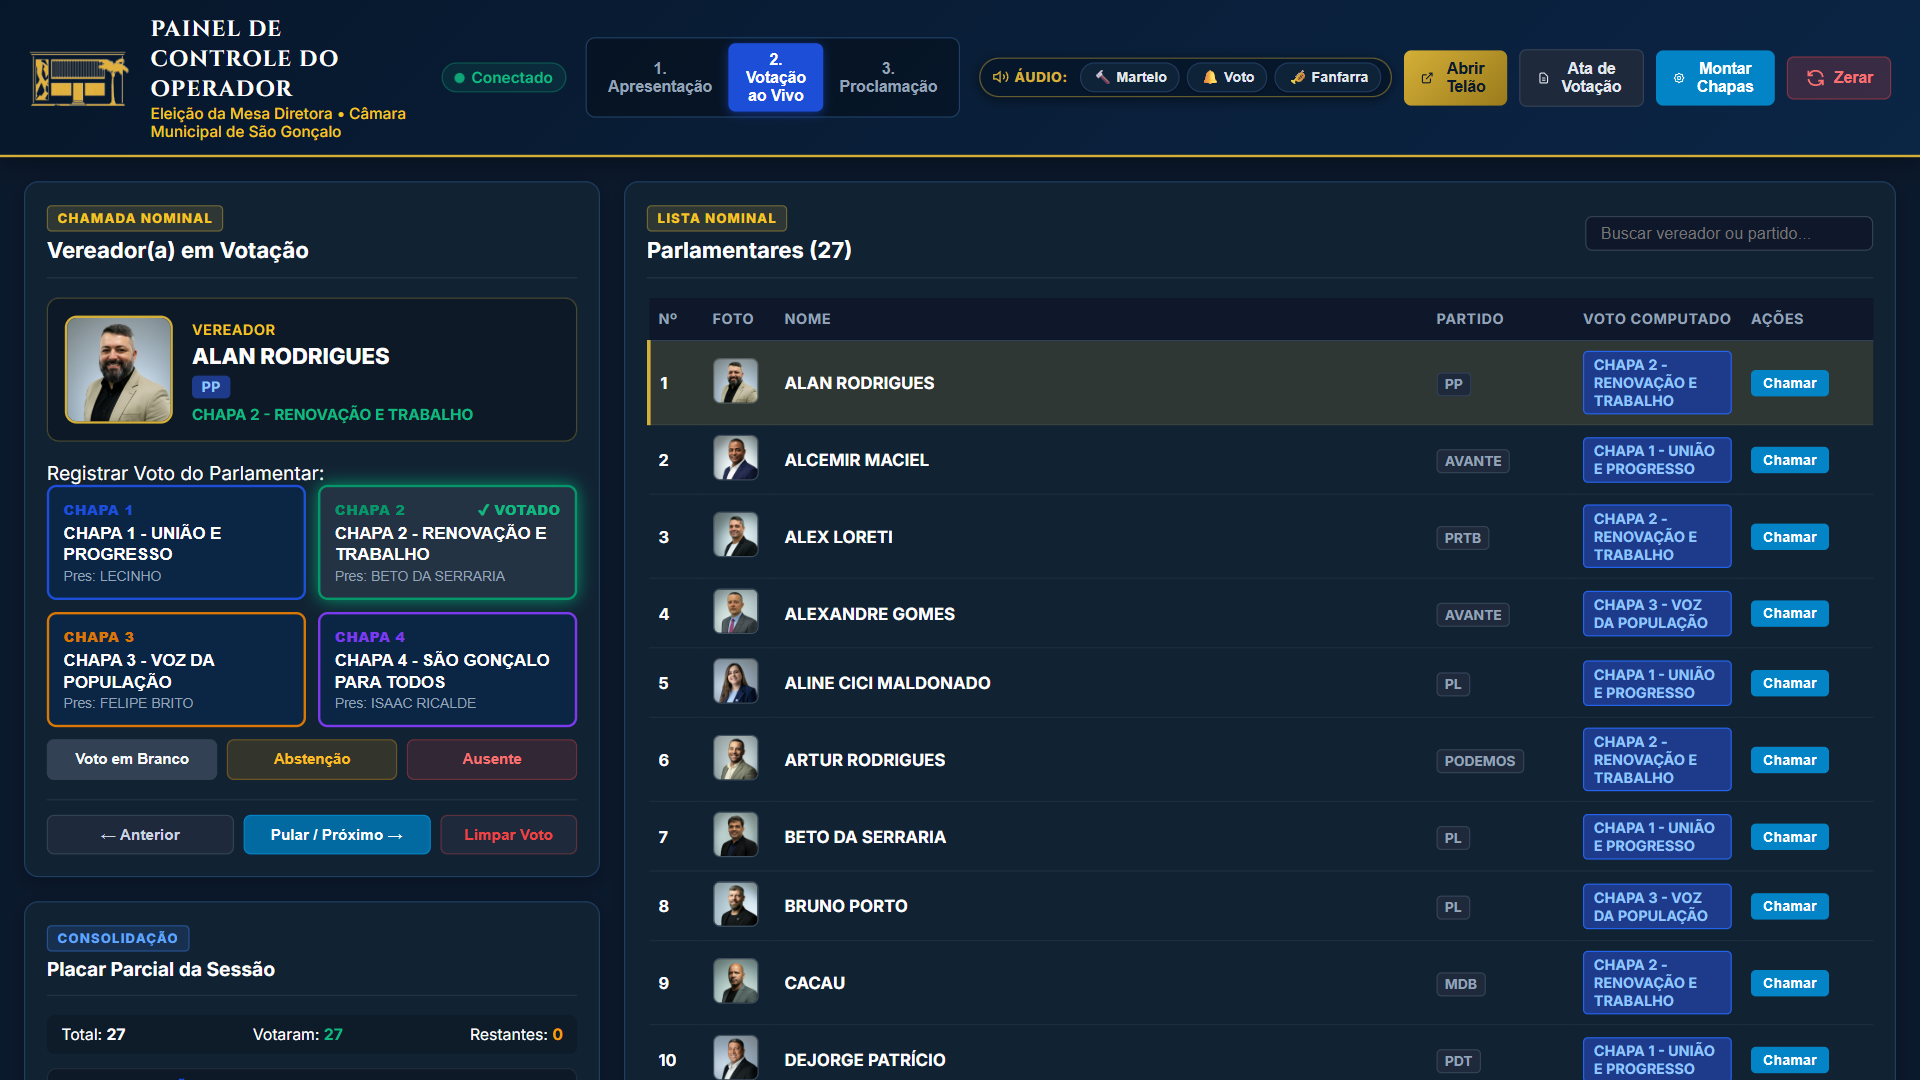 PAINEL DE
CONTROLE DO
OPERADOR
Eleição da Mesa Diretora • Câmara
Municipal de São Gonçalo
Conectado
1.
Apresentação
2.
Votação
ao Vivo
3.
Proclamação
ÁUDIO:
Martelo
Voto
Fanfarra
Abrir
Telão
Ata de
Votação
Montar
Chapas
Zerar
CHAMADA NOMINAL
Vereador(a) em Votação
VEREADOR
ALAN RODRIGUES
PP
CHAPA 2 - RENOVAÇÃO E TRABALHO
Registrar Voto do Parlamentar:
CHAPA 1
CHAPA 1 - UNIÃO E
PROGRESSO
Pres: LECINHO
CHAPA 2 ✓ VOTADO
CHAPA 2 - RENOVAÇÃO E
TRABALHO
Pres: BETO DA SERRARIA
CHAPA 3
CHAPA 3 - VOZ DA
POPULAÇÃO
Pres: FELIPE BRITO
CHAPA 4
CHAPA 4 - SÃO GONÇALO
PARA TODOS
Pres: ISAAC RICALDE
Voto em Branco
Abstenção
Ausente
← Anterior
Pular / Próximo →
Limpar Voto
CONSOLIDAÇÃO
Placar Parcial da Sessão
Total: 27 Votaram: 27 Restantes: 0
LISTA NOMINAL
Parlamentares (27)
Buscar vereador ou partido...
Nº FOTO NOME PARTIDO VOTO COMPUTADO AÇÕES
1 ALAN RODRIGUES PP
CHAPA 2 -
RENOVAÇÃO E
TRABALHO
Chamar
2 ALCEMIR MACIEL AVANTE
CHAPA 1 - UNIÃO
E PROGRESSO
Chamar
3 ALEX LORETI PRTB
CHAPA 2 -
RENOVAÇÃO E
TRABALHO
Chamar
4 ALEXANDRE GOMES AVANTE
CHAPA 3 - VOZ
DA POPULAÇÃO
Chamar
5 ALINE CICI MALDONADO PL
CHAPA 1 - UNIÃO
E PROGRESSO
Chamar
6 ARTUR RODRIGUES PODEMOS
CHAPA 2 -
RENOVAÇÃO E
TRABALHO
Chamar
7 BETO DA SERRARIA PL
CHAPA 1 - UNIÃO
E PROGRESSO
Chamar
8 BRUNO PORTO PL
CHAPA 3 - VOZ
DA POPULAÇÃO
Chamar
9 CACAU MDB
CHAPA 2 -
RENOVAÇÃO E
TRABALHO
Chamar
10 DEJORGE PATRÍCIO PDT
CHAPA 1 - UNIÃO
E PROGRESSO
Chamar